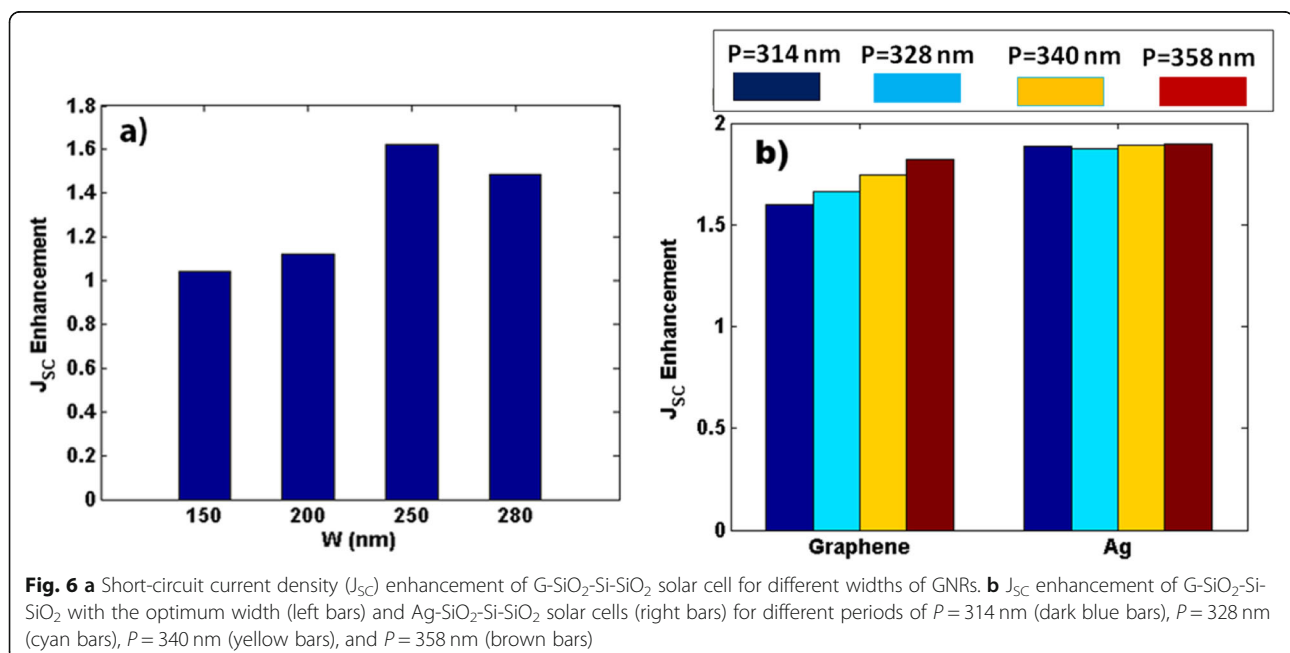 P=314 nm P=328 nm P=340 nm P=358 nm
a)
1.8
1.6
1.4
1.2
1
0.8
0.6
0.4
0.2
0
J_SC Enhancement
150 200 250 280
W (nm)
b)
2
1.5
1
0.5
0
J_SC Enhancement
Graphene Ag
Fig. 6 a Short-circuit current density (J_SC) enhancement of G-SiO₂-Si-SiO₂ solar cell for different widths of GNRs. b J_SC enhancement of G-SiO₂-Si-
SiO₂ with the optimum width (left bars) and Ag-SiO₂-Si-SiO₂ solar cells (right bars) for different periods of P = 314 nm (dark blue bars), P = 328 nm
(cyan bars), P = 340 nm (yellow bars), and P = 358 nm (brown bars)